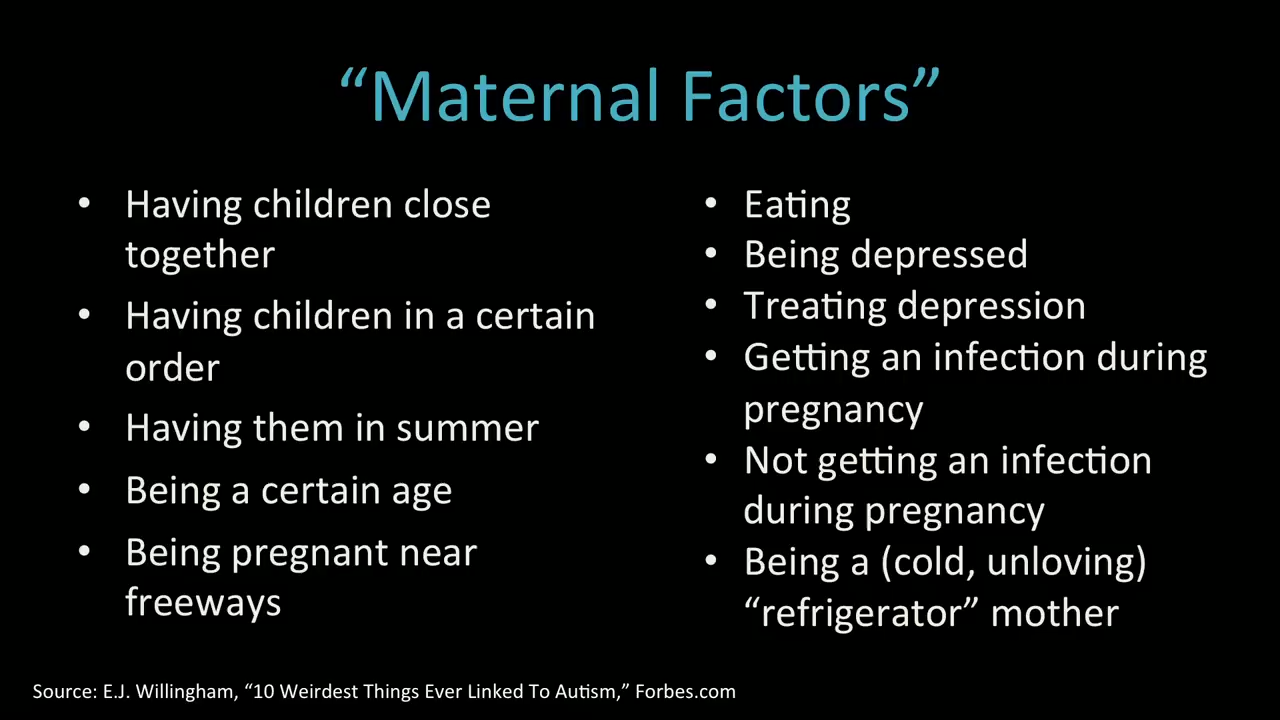 “Maternal Factors”
• Having children close
together
• Having children in a certain
order
• Having them in summer
• Being a certain age
• Being pregnant near
freeways
• Eating
• Being depressed
• Treating depression
• Getting an infection during
pregnancy
• Not getting an infection
during pregnancy
• Being a (cold, unloving)
“refrigerator” mother
Source: E.J. Willingham, “10 Weirdest Things Ever Linked To Autism,” Forbes.com